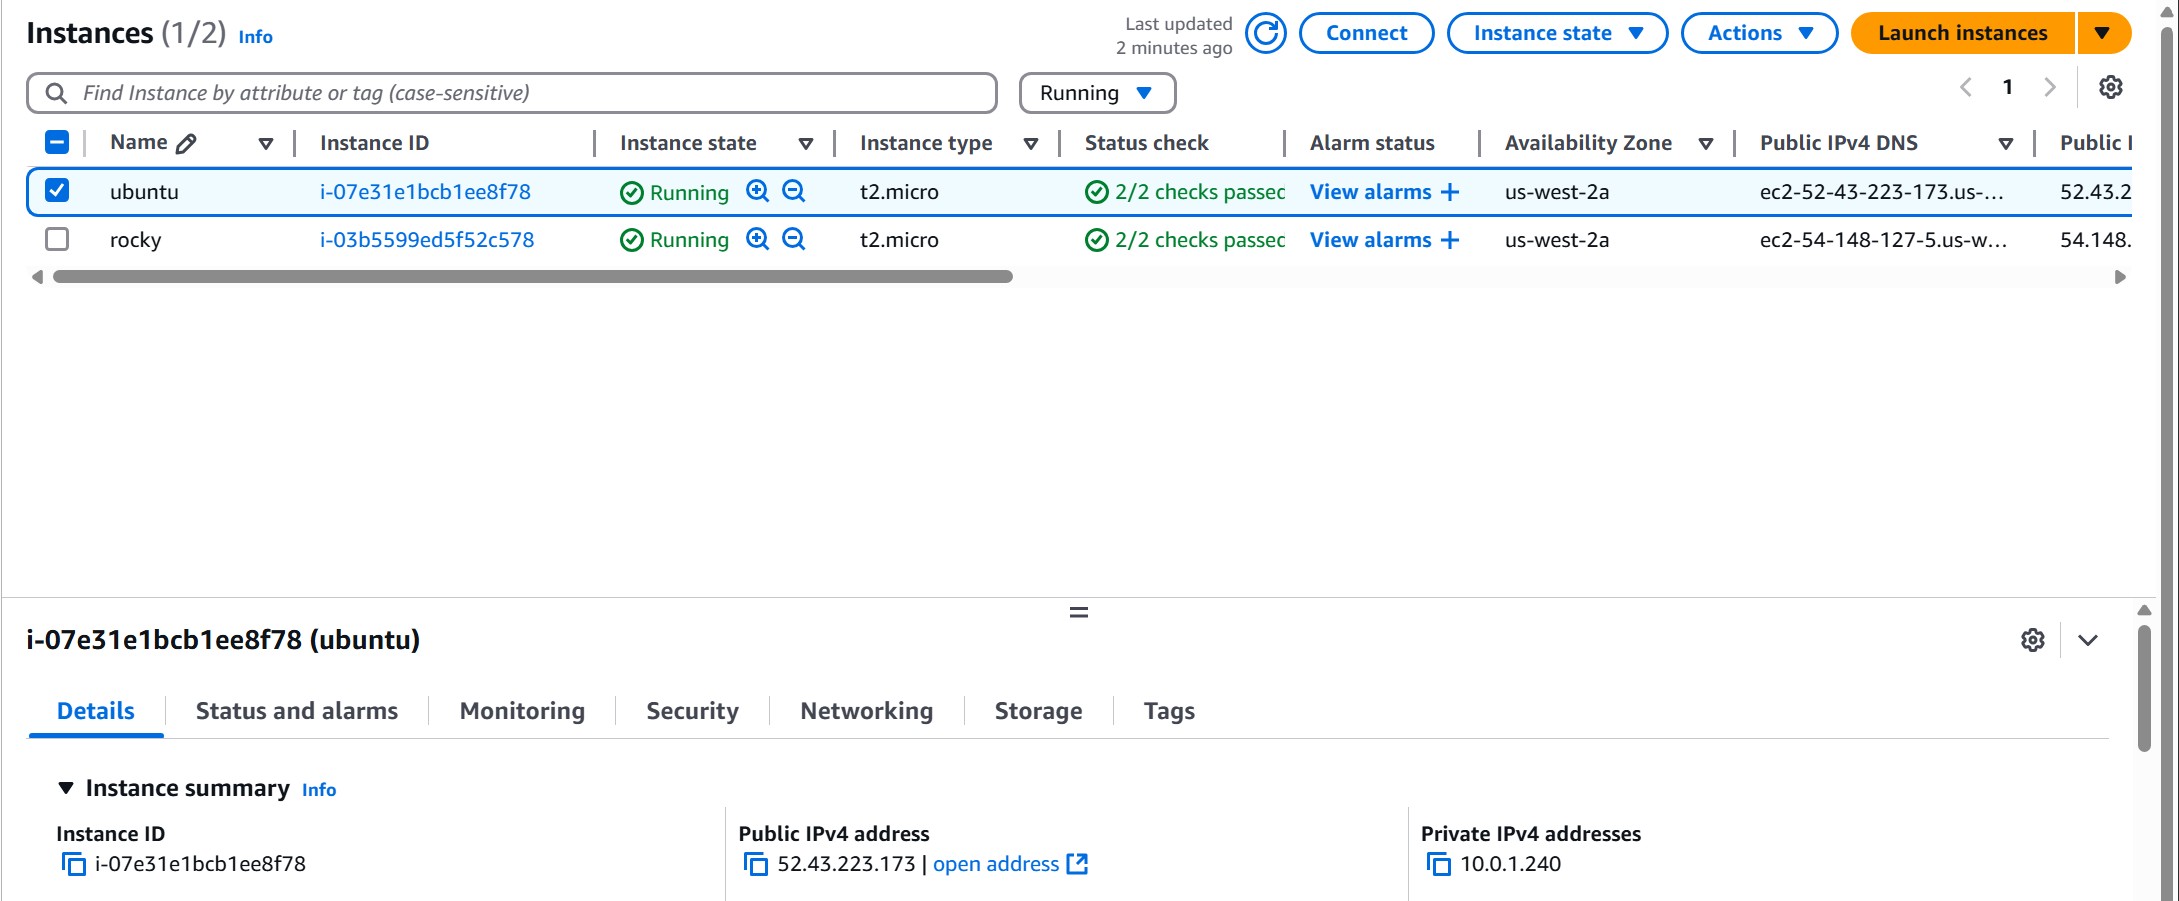 Instances (1/2) Info
Last updated
2 minutes ago
Connect
Instance state
Actions
Launch instances
Find Instance by attribute or tag (case-sensitive)
Running
1
Name Instance ID Instance state Instance type Status check Alarm status Availability Zone Public IPv4 DNS Public I
ubuntu i-07e31e1bcb1ee8f78 Running t2.micro 2/2 checks passed View alarms + us-west-2a ec2-52-43-223-173.us-... 52.43.2
rocky i-03b5599ed5f52c578 Running t2.micro 2/2 checks passed View alarms + us-west-2a ec2-54-148-127-5.us-w... 54.148.
i-07e31e1bcb1ee8f78 (ubuntu)
Details Status and alarms Monitoring Security Networking Storage Tags
Instance summary Info
Instance ID
i-07e31e1bcb1ee8f78
Public IPv4 address
52.43.223.173 | open address
Private IPv4 addresses
10.0.1.240